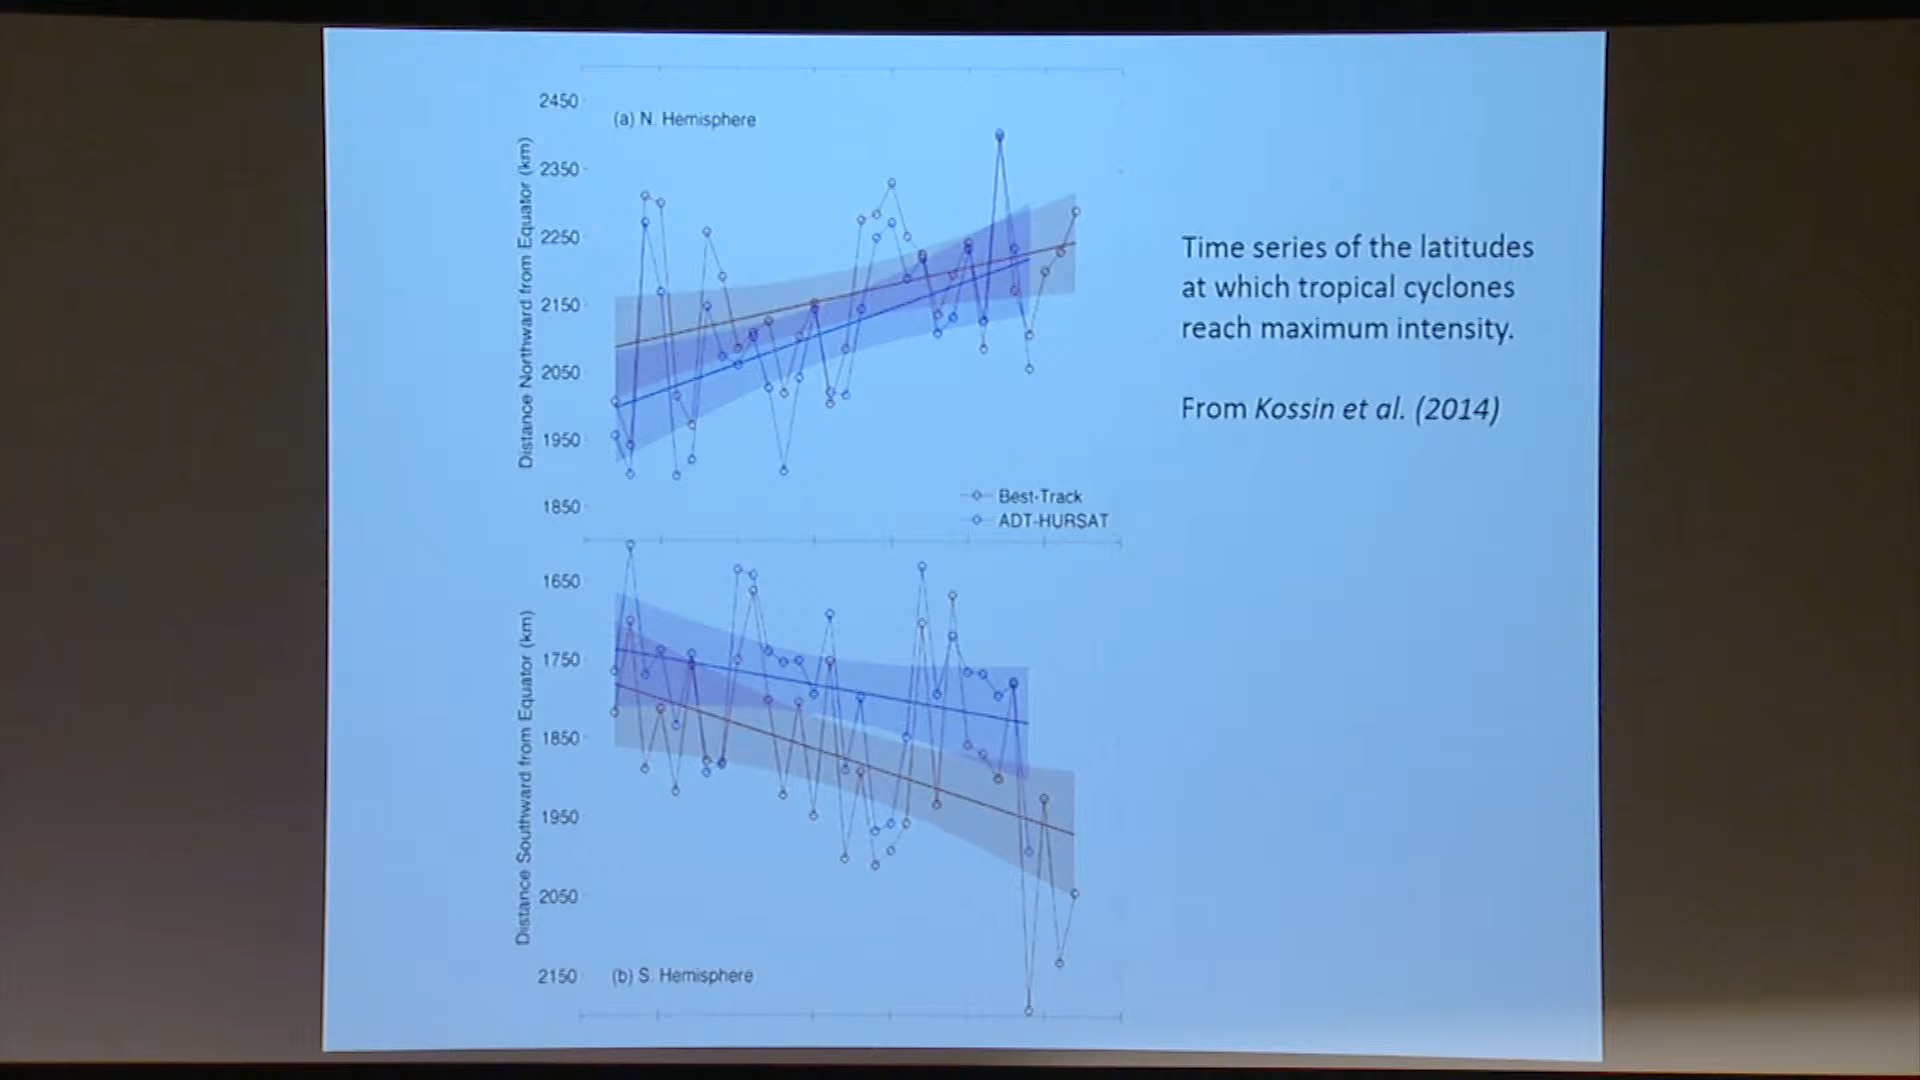 2450
(a) N. Hemisphere
2350
2250
2150
2050
1950
1850
Distance Northward from Equator (km)
Best-Track
ADT-HURSAT
1650
1750
1850
1950
2050
2150
(b) S. Hemisphere
Distance Southward from Equator (km)
Time series of the latitudes
at which tropical cyclones
reach maximum intensity.
From Kossin et al. (2014)